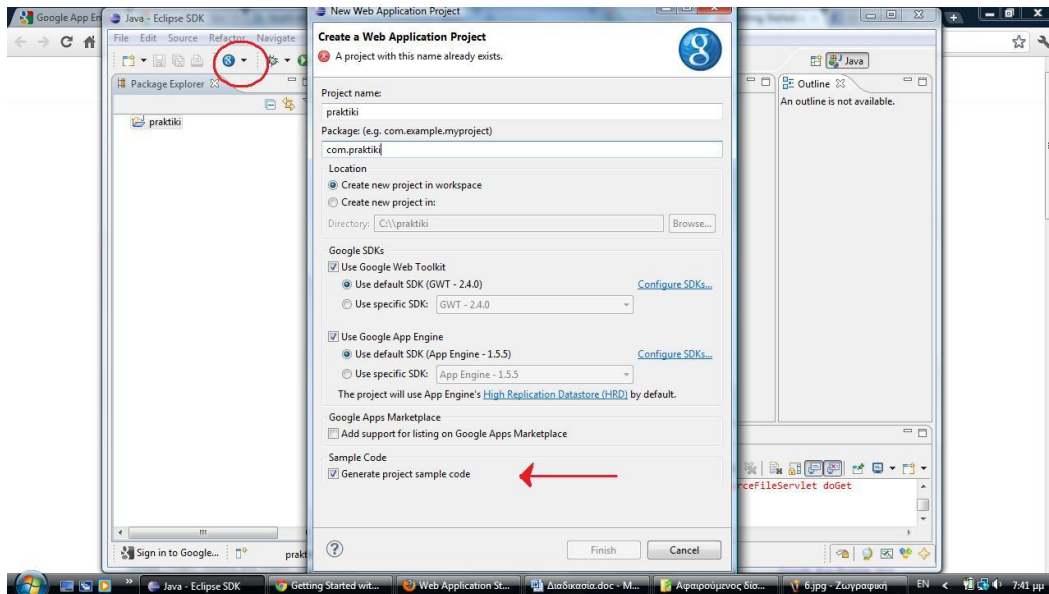 Google App En
Java - Eclipse SDK
New Web Application Project
File Edit Source Refactor Navigate
Java
Package Explorer
praktiki
Outline
An outline is not available.
Create a Web Application Project
A project with this name already exists.
Project name:
praktiki
Package: (e.g. com.example.myproject)
com.praktiki
Location
Create new project in workspace
Create new project in:
Directory: C:\\praktiki
Browse...
Google SDKs
Use Google Web Toolkit
Use default SDK (GWT - 2.4.0)
Configure SDKs...
Use specific SDK: GWT - 2.4.0
Use Google App Engine
Use default SDK (App Engine - 1.5.5)
Configure SDKs...
Use specific SDK: App Engine - 1.5.5
The project will use App Engine's High Replication Datastore (HRD) by default.
Google Apps Marketplace
Add support for listing on Google Apps Marketplace
Sample Code
Generate project sample code
rceFileServlet doGet
Finish
Cancel
Sign in to Google...
prakt
Java - Eclipse SDK
Getting Started wit...
Web Application St...
Διαδικασία.doc - M...
Αφαιρούμενος δίσ...
6.jpg - Ζωγραφική
EN
7:41 μμ